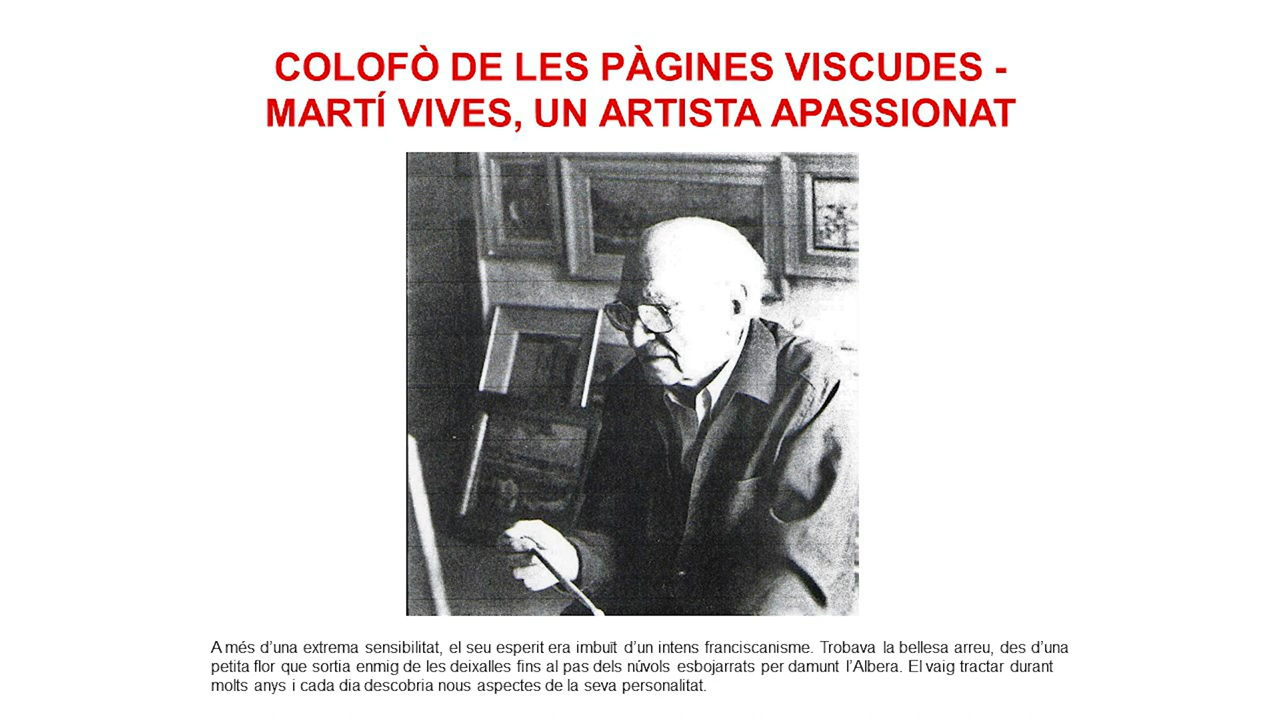 COLOFÒ DE LES PÀGINES VISCUDES -
MARTÍ VIVES, UN ARTISTA APASSIONAT
A més d’una extrema sensibilitat, el seu esperit era imbuït d’un intens franciscanisme. Trobava la bellesa arreu, des d’una
petita flor que sortia enmig de les deixalles fins al pas dels núvols esbojarrats per damunt l’Albera. El vaig tractar durant
molts anys i cada dia descobria nous aspectes de la seva personalitat.